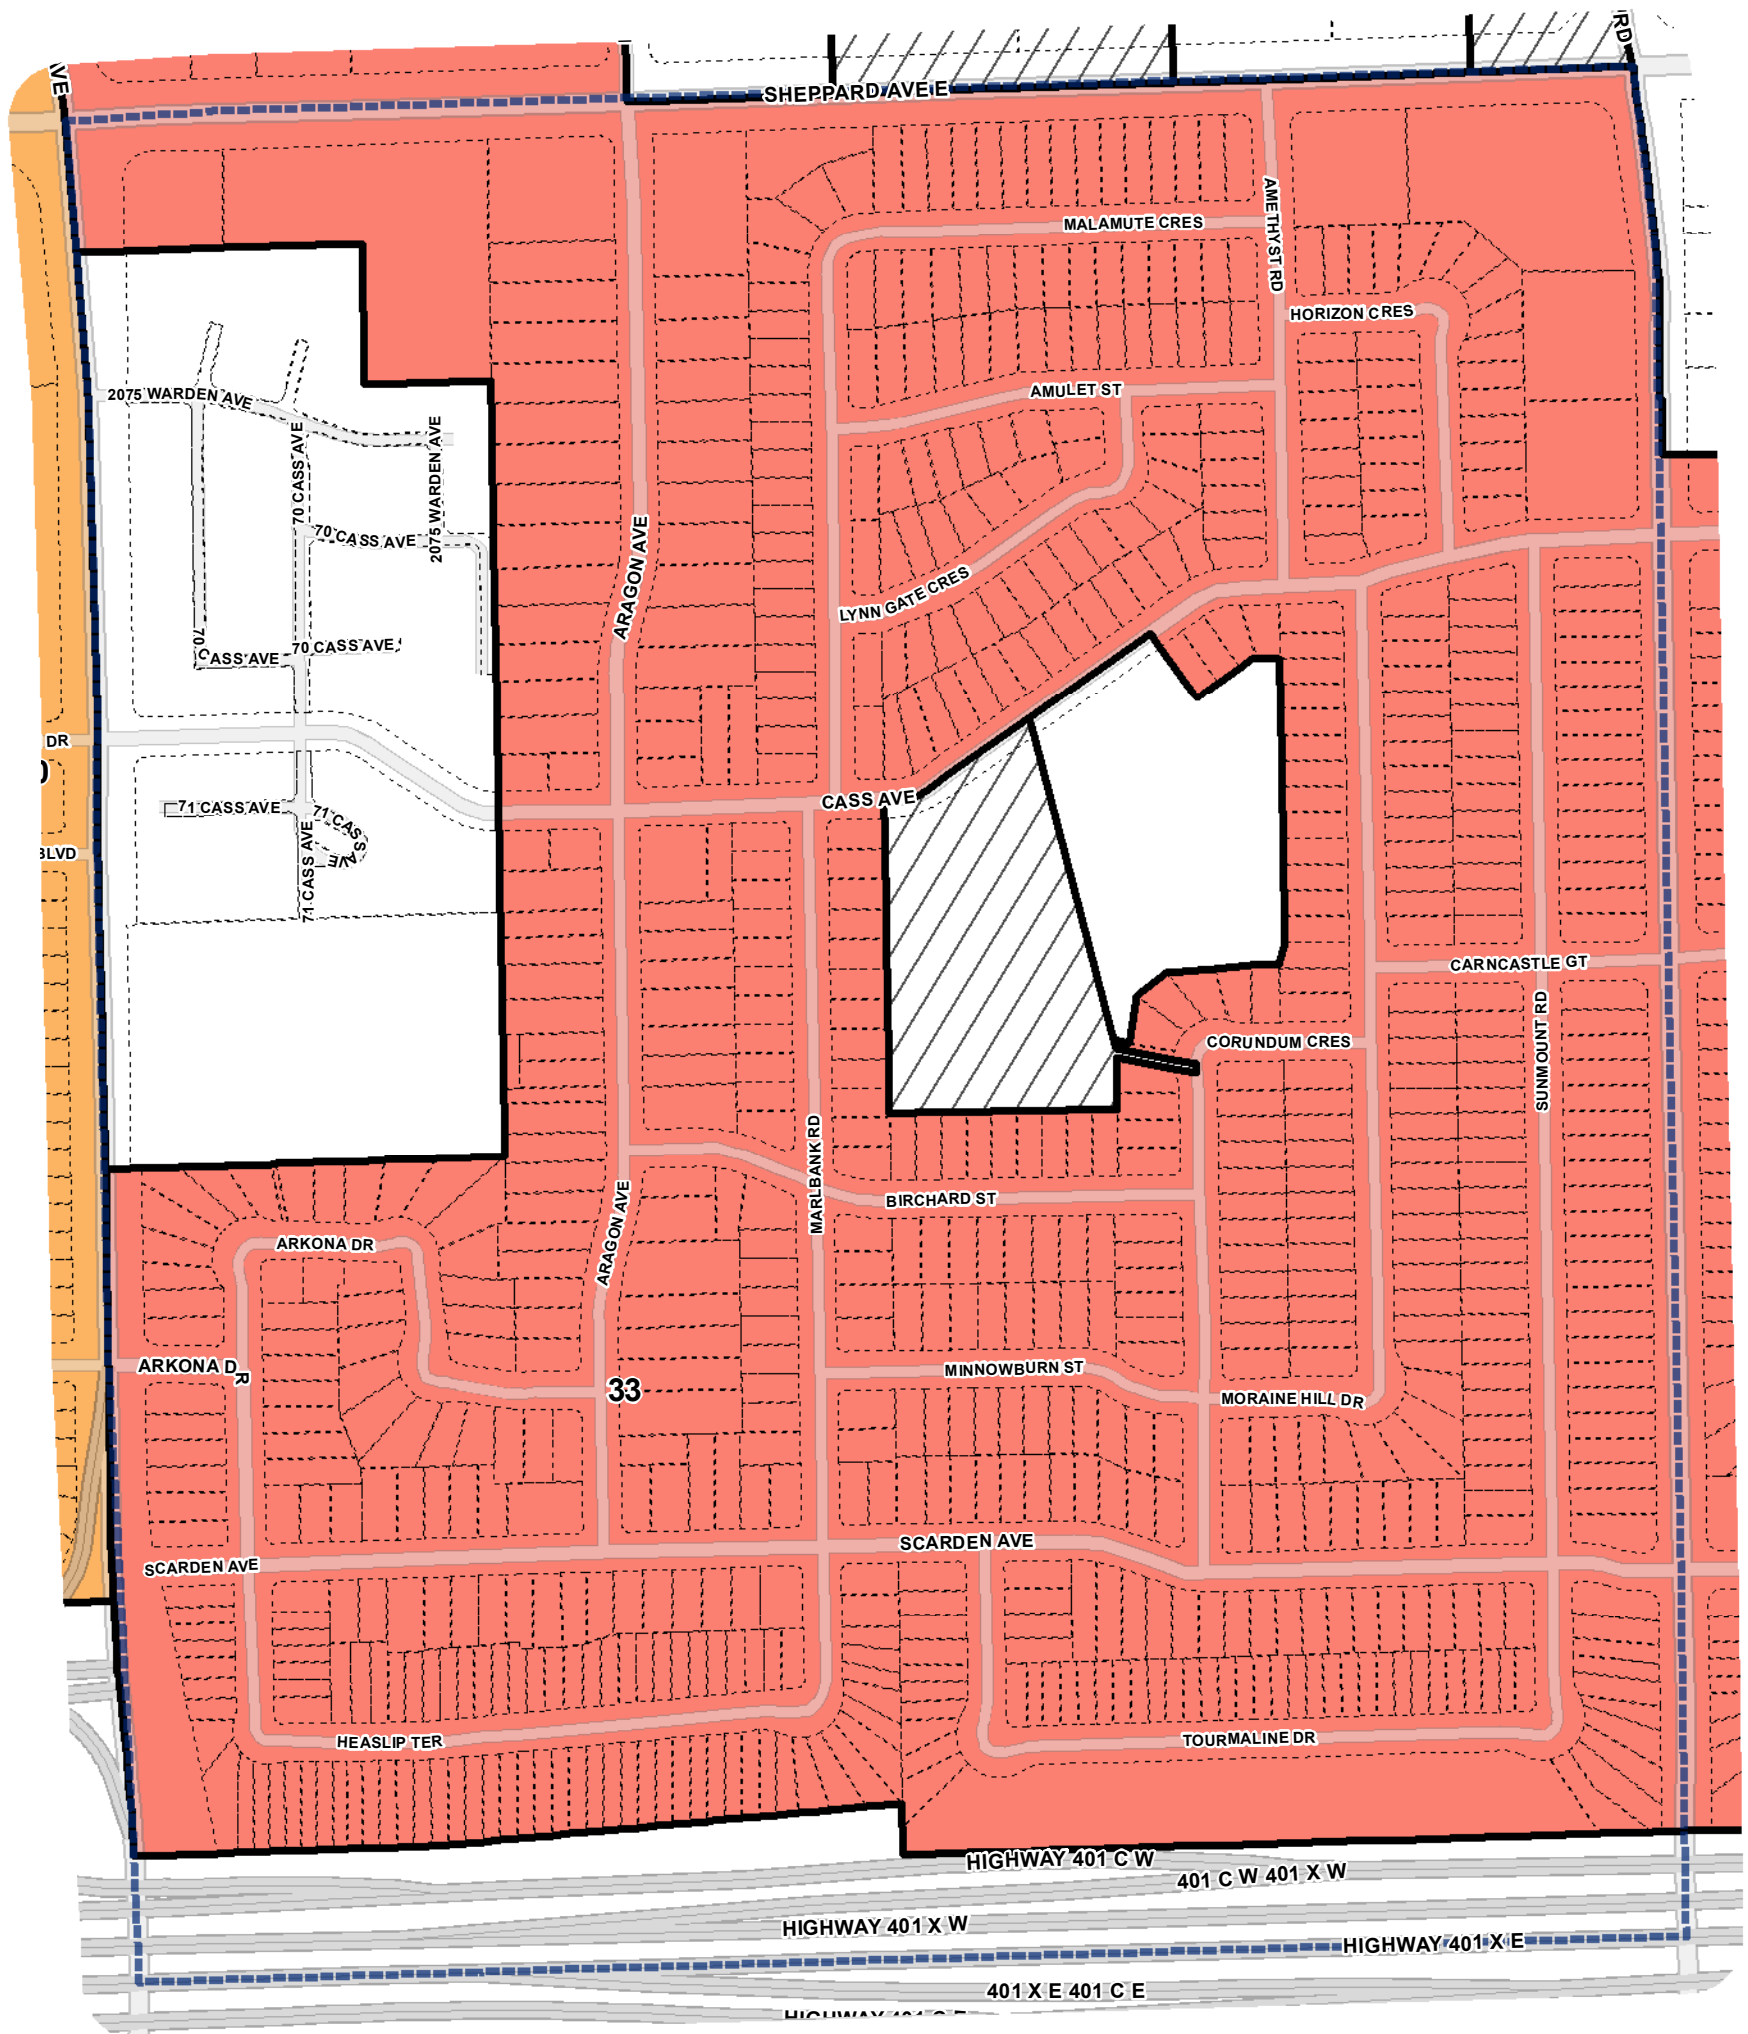 RD
VE
SHEPPARD AVE E
MALAMUTE CRES
AMETHYST RD
HORIZON CRES
AMULET ST
2075 WARDEN AVE
70 CASS AVE
2075 WARDEN AVE
70 CASS AVE
ARAGON AVE
LYNN GATE CRES
70 CASS AVE
70 CASS AVE
DR
CASS AVE
71 CASS AVE
71 CASS AVE
71 CASS AVE
BLVD
CARNCASTLE GT
SUNMOUNT RD
CORUNDUM CRES
MARLBANK RD
BIRCHARD ST
ARAGON AVE
ARKONA DR
ARKONA DR
33
MINNOWBURN ST
MORAINE HILL DR
SCARDEN AVE
SCARDEN AVE
HEASLIP TER
TOURMALINE DR
HIGHWAY 401 C W
401 C W 401 X W
HIGHWAY 401 X W
HIGHWAY 401 X E
401 X E 401 C E
HIGHWAY 401 C E